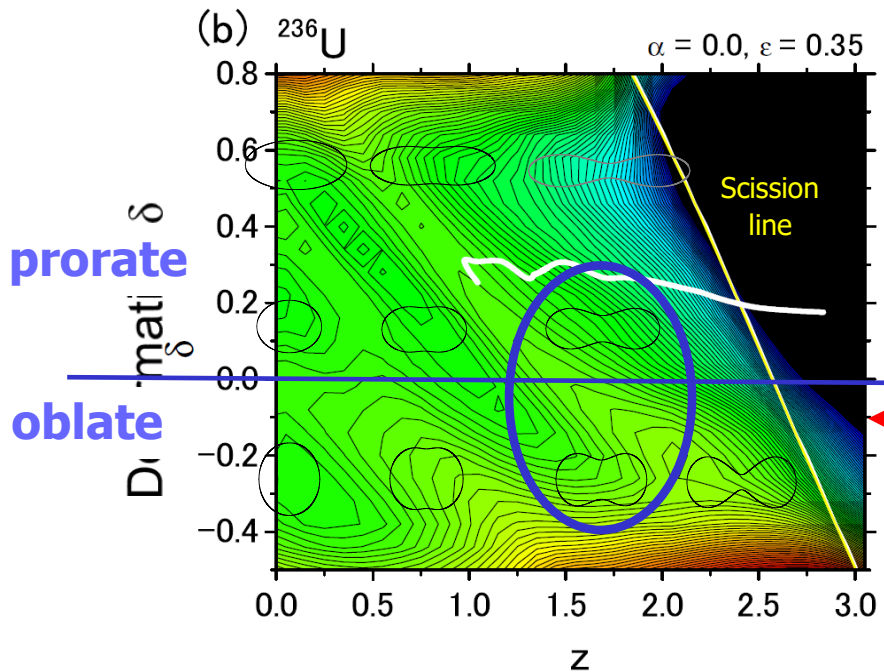 (b) ²³⁶U
α = 0.0, ε = 0.35
0.8
0.6
0.4
0.2
0.0
−0.2
−0.4
δ
mati
δ
prorate
oblate
Scission
line
0.0 0.5 1.0 1.5 2.0 2.5 3.0
z